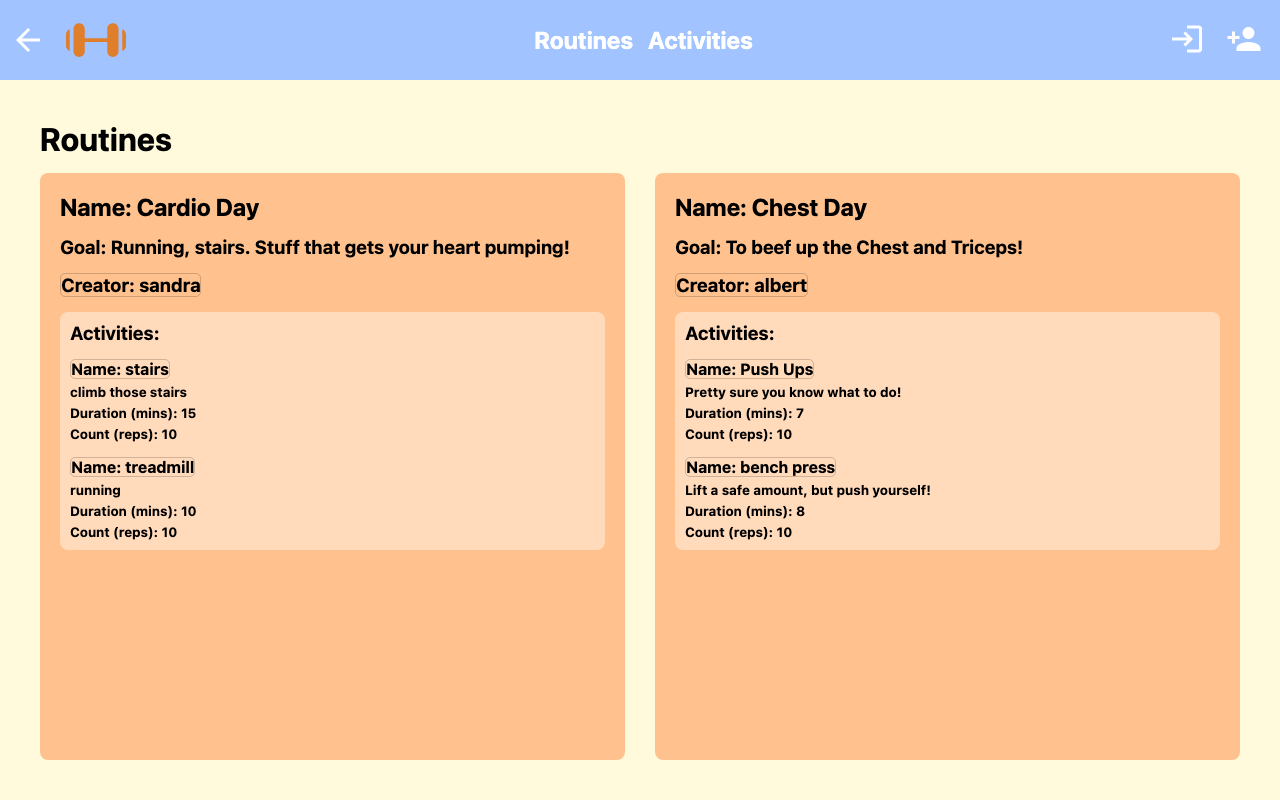 Routines Activities
Routines
Name: Cardio Day
Goal: Running, stairs. Stuff that gets your heart pumping!
Creator: sandra
Activities:
Name: stairs
climb those stairs
Duration (mins): 15
Count (reps): 10
Name: treadmill
running
Duration (mins): 10
Count (reps): 10
Name: Chest Day
Goal: To beef up the Chest and Triceps!
Creator: albert
Activities:
Name: Push Ups
Pretty sure you know what to do!
Duration (mins): 7
Count (reps): 10
Name: bench press
Lift a safe amount, but push yourself!
Duration (mins): 8
Count (reps): 10